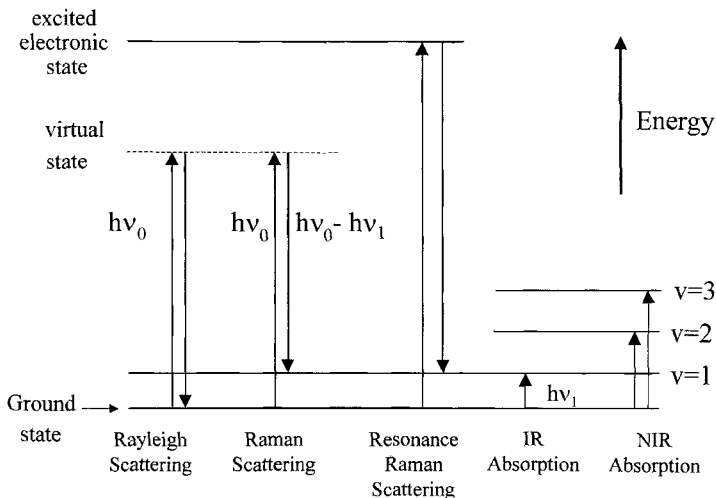 excited
electronic
state
virtual
state
Energy
hν₀
hν₀
hν₀- hν₁
v=3
v=2
v=1
hν₁
Ground
state
Rayleigh
Scattering
Raman
Scattering
Resonance
Raman
Scattering
IR
Absorption
NIR
Absorption